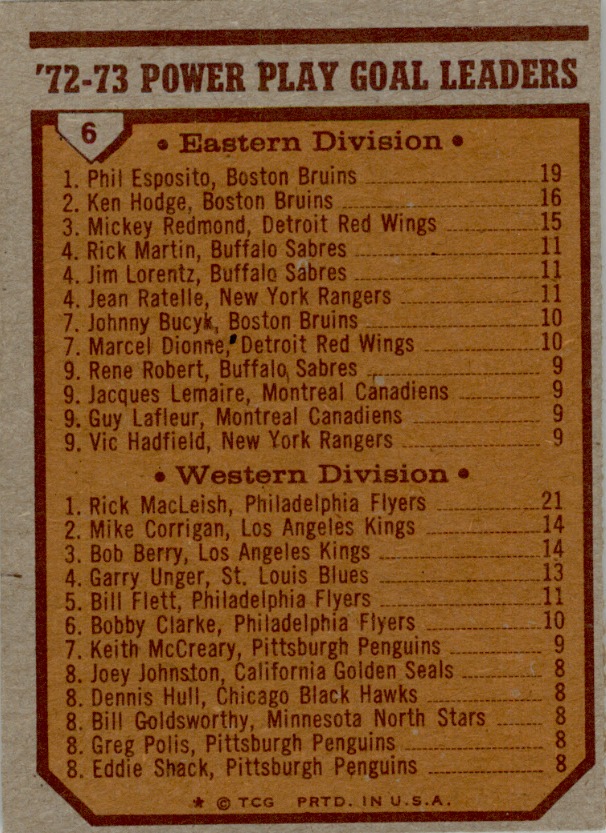 '72-73 POWER PLAY GOAL LEADERS
6
• Eastern Division •
1. Phil Esposito, Boston Bruins 19
2. Ken Hodge, Boston Bruins 16
3. Mickey Redmond, Detroit Red Wings 15
4. Rick Martin, Buffalo Sabres 11
4. Jim Lorentz, Buffalo Sabres 11
4. Jean Ratelle, New York Rangers 11
7. Johnny Bucyk, Boston Bruins 10
7. Marcel Dionne, Detroit Red Wings 10
9. Rene Robert, Buffalo Sabres 9
9. Jacques Lemaire, Montreal Canadiens 9
9. Guy Lafleur, Montreal Canadiens 9
9. Vic Hadfield, New York Rangers 9
• Western Division •
1. Rick MacLeish, Philadelphia Flyers 21
2. Mike Corrigan, Los Angeles Kings 14
3. Bob Berry, Los Angeles Kings 14
4. Garry Unger, St. Louis Blues 13
5. Bill Flett, Philadelphia Flyers 11
6. Bobby Clarke, Philadelphia Flyers 10
7. Keith McCreary, Pittsburgh Penguins 9
8. Joey Johnston, California Golden Seals 8
8. Dennis Hull, Chicago Black Hawks 8
8. Bill Goldsworthy, Minnesota North Stars 8
8. Greg Polis, Pittsburgh Penguins 8
8. Eddie Shack, Pittsburgh Penguins 8
* © TCG PRTD. IN U.S.A.